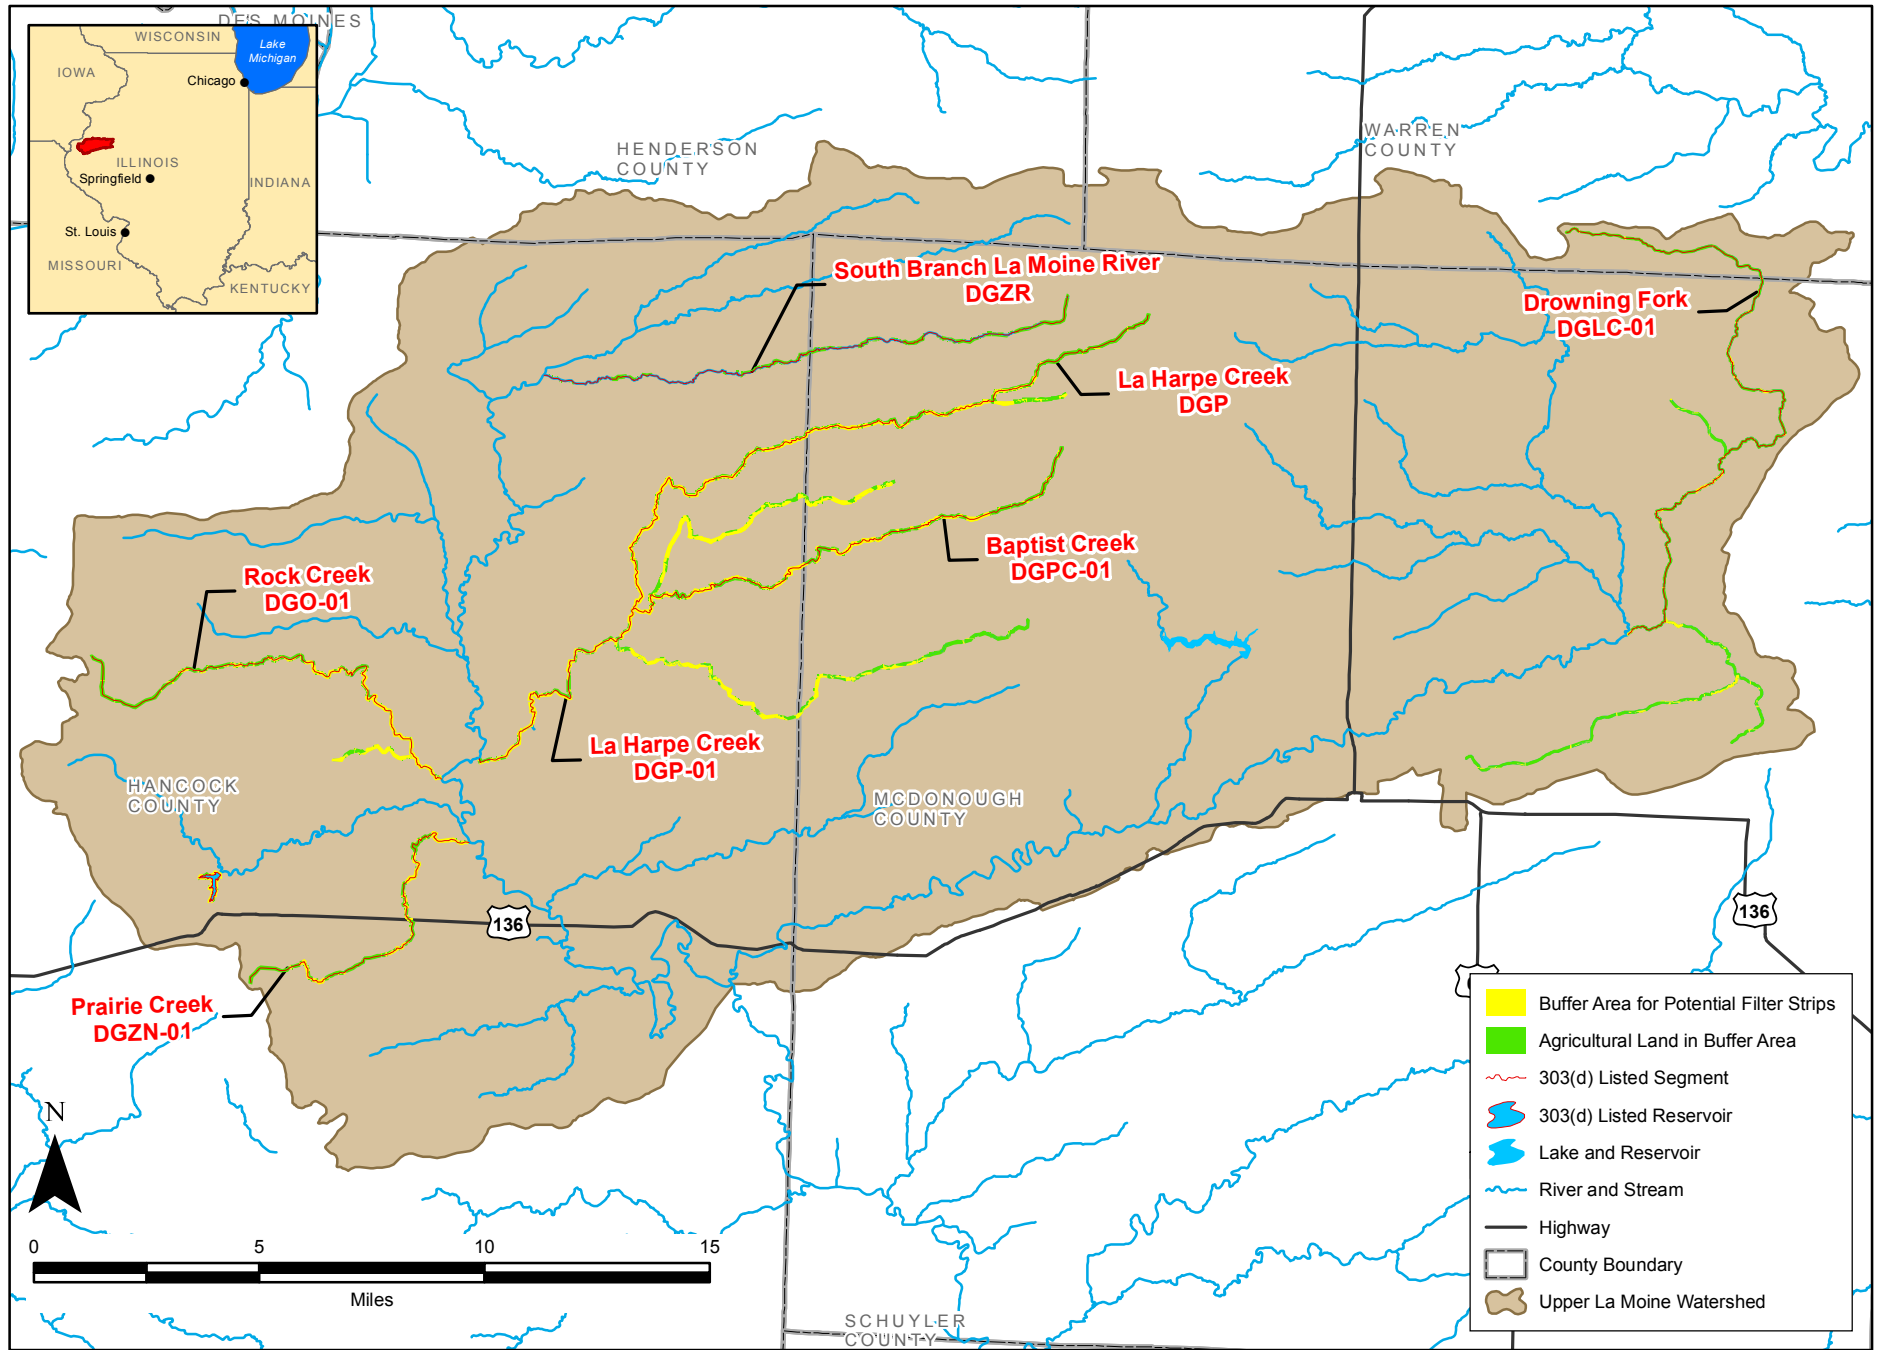 DES MOINES
WISCONSIN
Lake
Michigan
IOWA
Chicago
ILLINOIS
Springfield
INDIANA
St. Louis
MISSOURI
KENTUCKY
HENDERSON
COUNTY
WARREN
COUNTY
South Branch La Moine River
DGZR
Drowning Fork
DGLC-01
La Harpe Creek
DGP
Baptist Creek
DGPC-01
Rock Creek
DGO-01
La Harpe Creek
DGP-01
HANCOCK
COUNTY
MCDONOUGH
COUNTY
136
136
Prairie Creek
DGZN-01
N
0 5 10 15
Miles
SCHUYLER
COUNTY
Buffer Area for Potential Filter Strips
Agricultural Land in Buffer Area
303(d) Listed Segment
303(d) Listed Reservoir
Lake and Reservoir
River and Stream
Highway
County Boundary
Upper La Moine Watershed